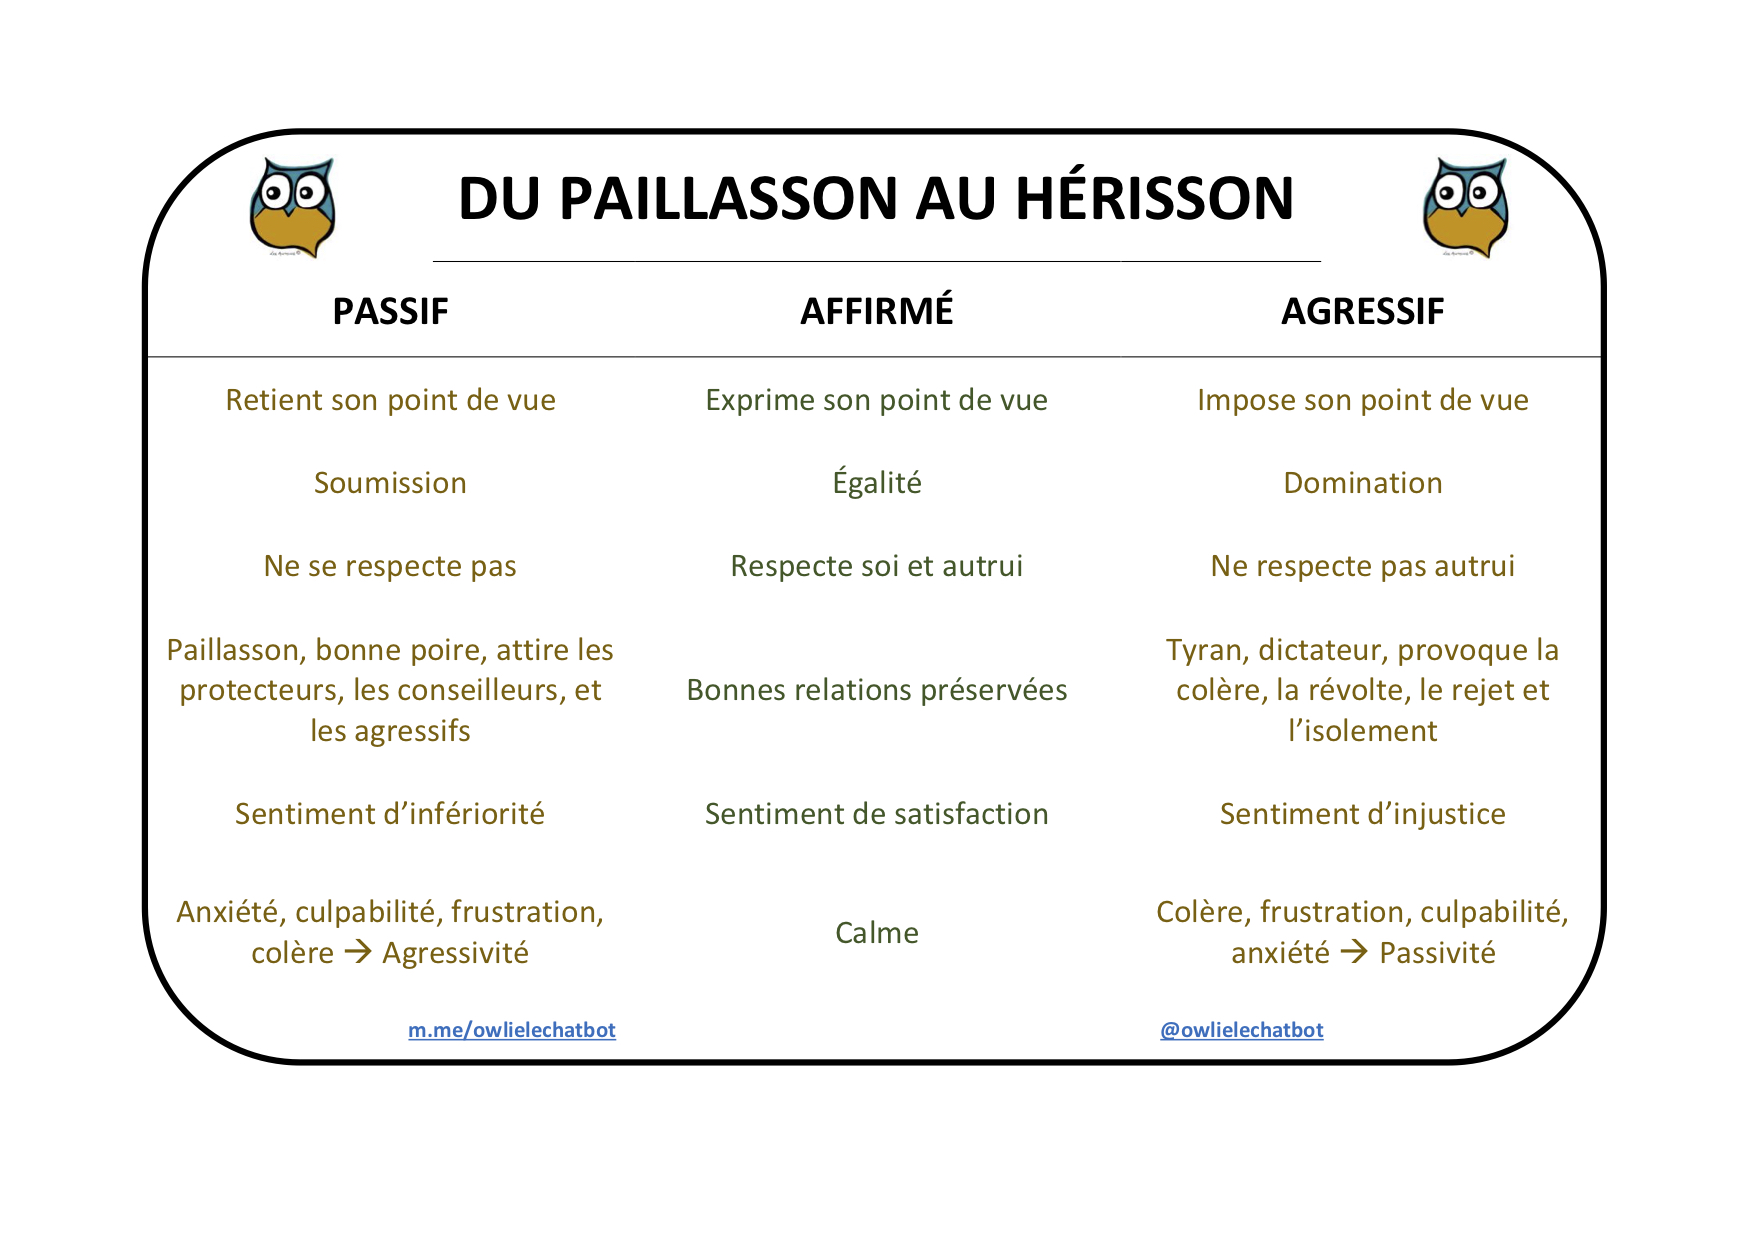 DU PAILLASSON AU HÉRISSON
PASSIF
AFFIRMÉ
AGRESSIF
Retient son point de vue
Exprime son point de vue
Impose son point de vue
Soumission
Égalité
Domination
Ne se respecte pas
Respecte soi et autrui
Ne respecte pas autrui
Paillasson, bonne poire, attire les
protecteurs, les conseilleurs, et
les agressifs
Bonnes relations préservées
Tyran, dictateur, provoque la
colère, la révolte, le rejet et
l’isolement
Sentiment d’infériorité
Sentiment de satisfaction
Sentiment d’injustice
Anxiété, culpabilité, frustration,
colère → Agressivité
Calme
Colère, frustration, culpabilité,
anxiété → Passivité
m.me/owlielechatbot
@owlielechatbot